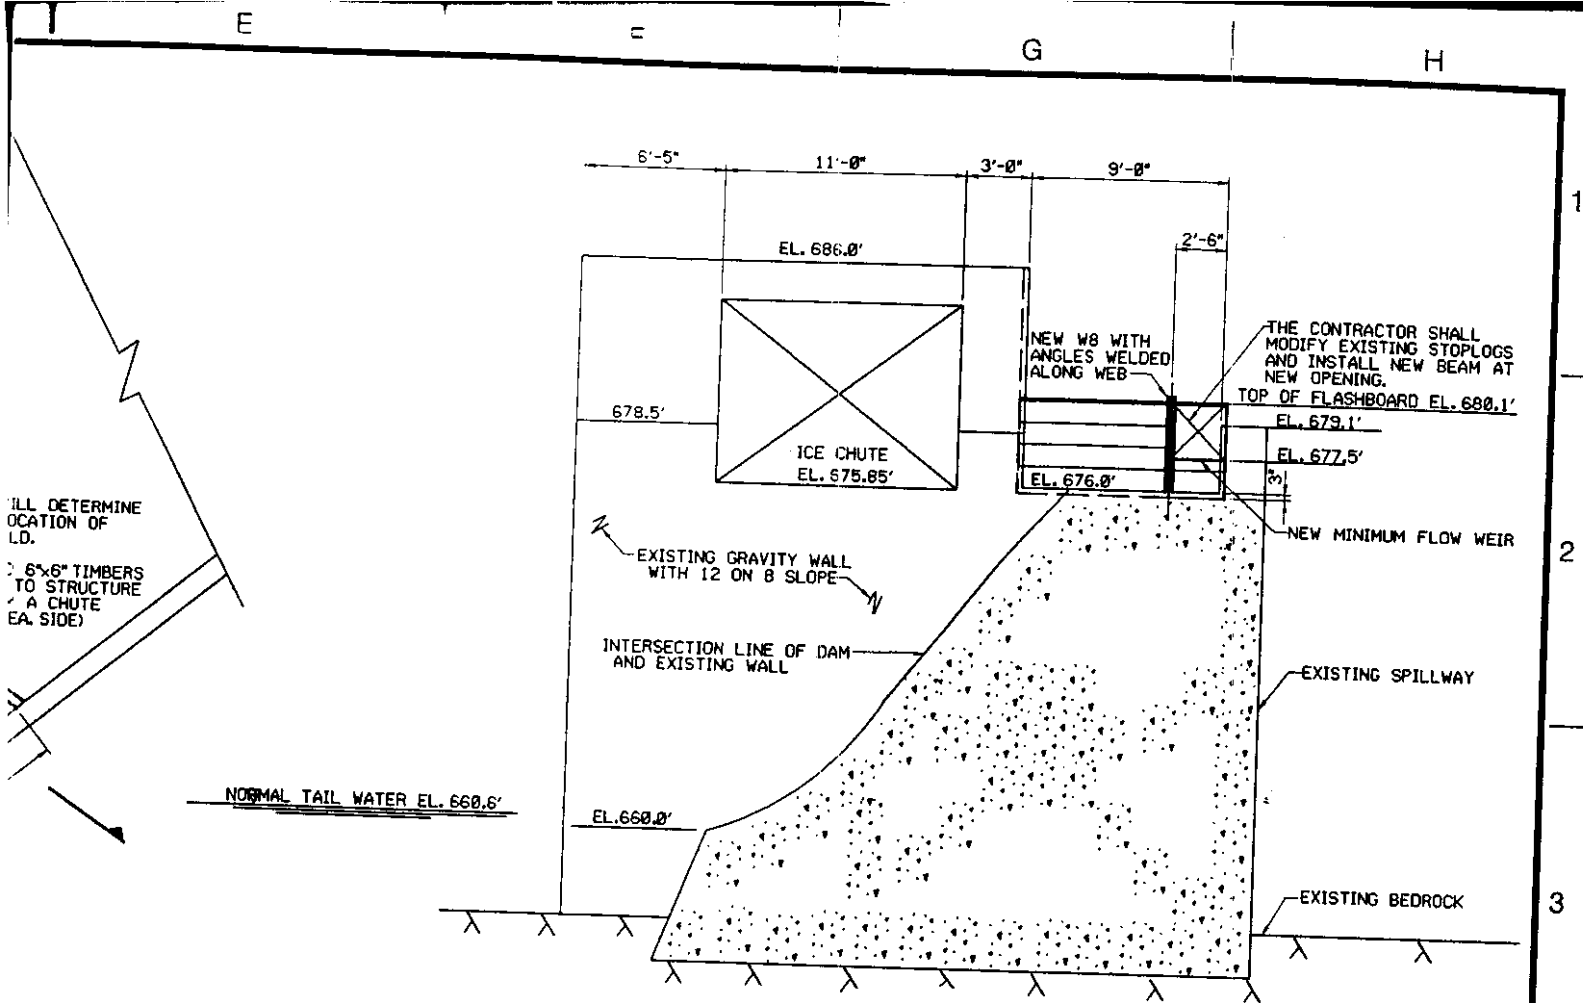 E
G
H
1
6'-5"
11'-0"
3'-0"
9'-0"
2'-6"
EL. 686.0'
NEW W8 WITH
ANGLES WELDED
ALONG WEB
THE CONTRACTOR SHALL
MODIFY EXISTING STOPLOGS
AND INSTALL NEW BEAM AT
NEW OPENING.
TOP OF FLASHBOARD EL. 680.1'
678.5'
EL. 679.1'
ICE CHUTE
EL. 675.85'
EL. 677.5'
EL. 676.0'
3"
NEW MINIMUM FLOW WEIR
2
ILL DETERMINE
OCATION OF
LD.
6"x6" TIMBERS
TO STRUCTURE
A CHUTE
EA. SIDE)
EXISTING GRAVITY WALL
WITH 12 ON 8 SLOPE
INTERSECTION LINE OF DAM
AND EXISTING WALL
EXISTING SPILLWAY
NORMAL TAIL WATER EL. 660.6'
EL. 660.0'
EXISTING BEDROCK
3